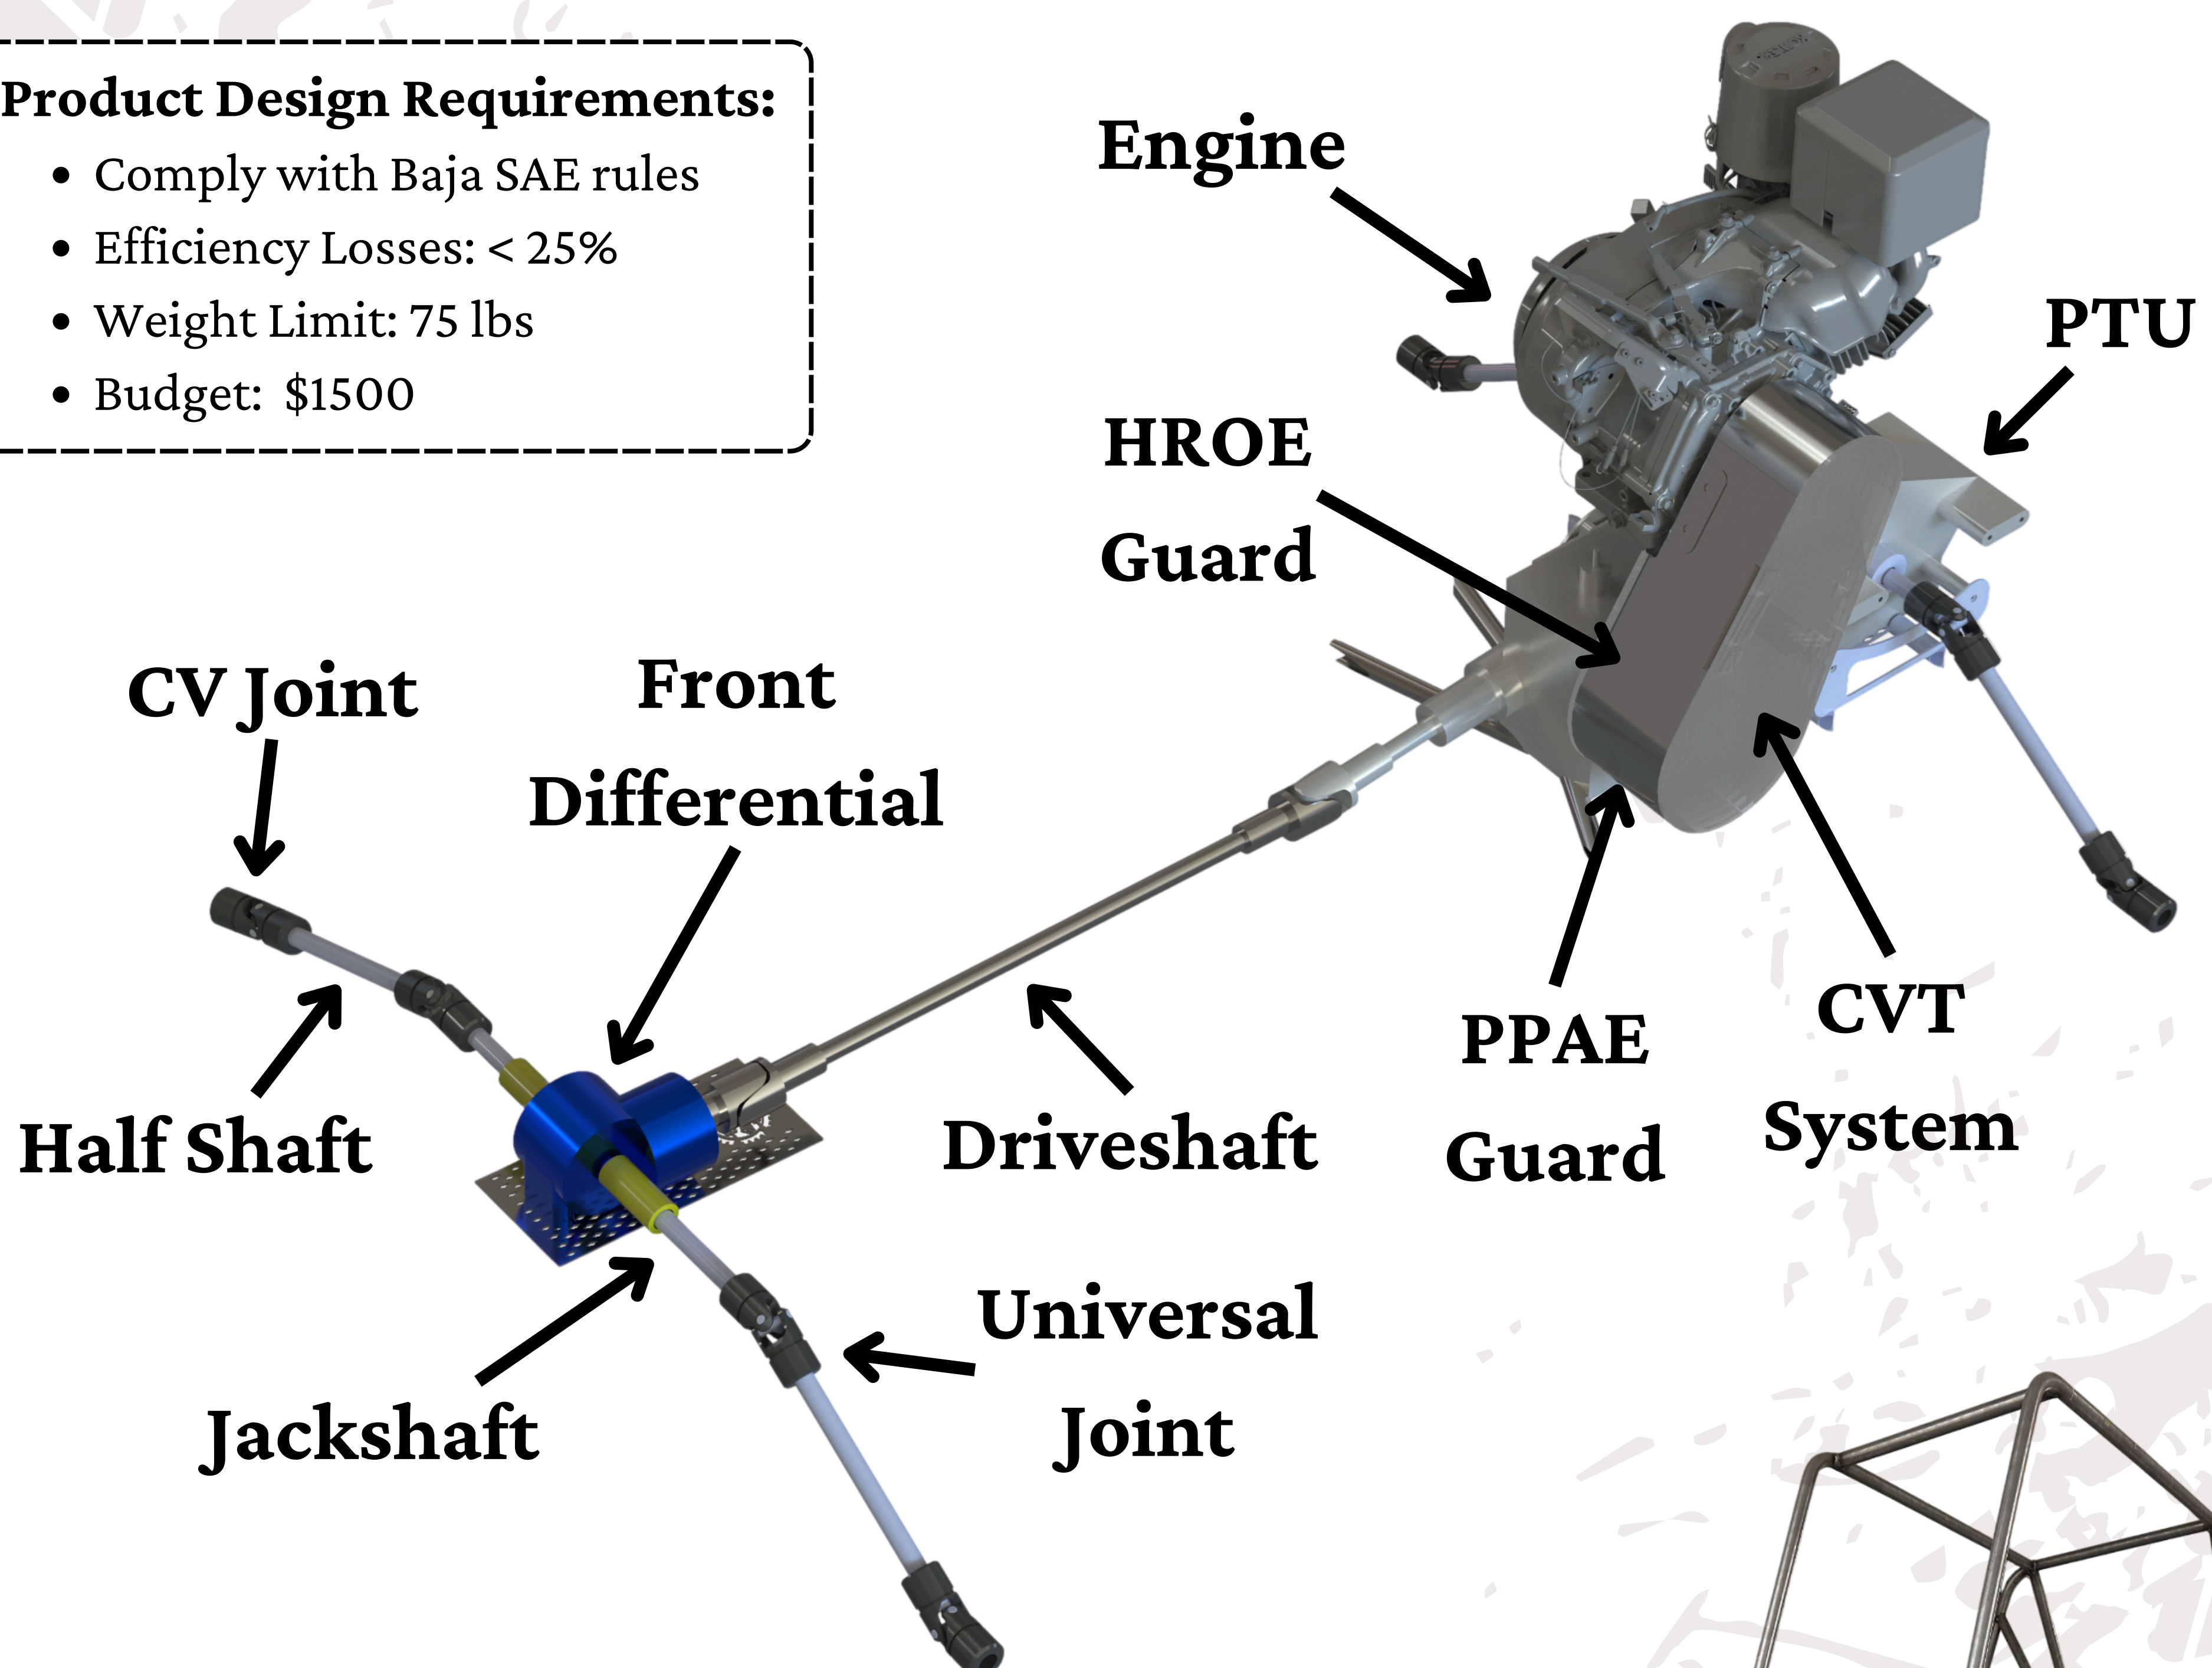 Product Design Requirements:
• Comply with Baja SAE rules
• Efficiency Losses: < 25%
• Weight Limit: 75 lbs
• Budget: $1500
Engine
PTU
HROE
Guard
CV Joint
Front
Differential
Half Shaft
Driveshaft
PPAE
Guard
CVT
System
Jackshaft
Universal
Joint